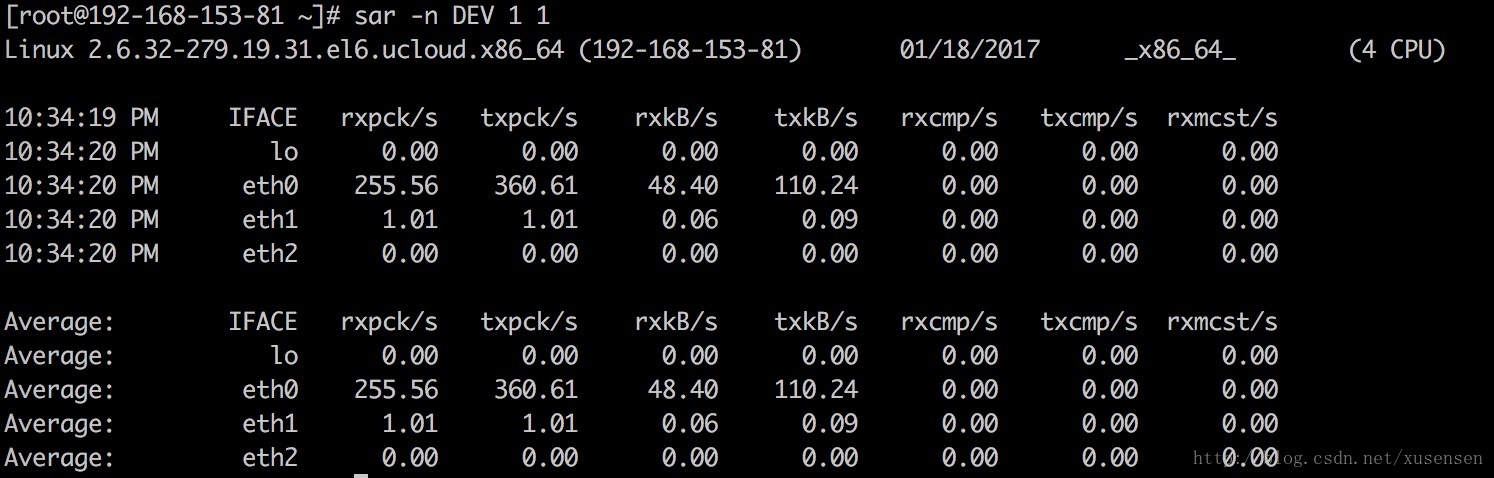 [root@192-168-153-81 ~]# sar -n DEV 1 1
Linux 2.6.32-279.19.31.el6.ucloud.x86_64 (192-168-153-81) 01/18/2017 _x86_64_ (4 CPU)
10:34:19 PM IFACE rxpck/s txpck/s rxkB/s txkB/s rxcmp/s txcmp/s rxmcst/s
10:34:20 PM lo 0.00 0.00 0.00 0.00 0.00 0.00 0.00
10:34:20 PM eth0 255.56 360.61 48.40 110.24 0.00 0.00 0.00
10:34:20 PM eth1 1.01 1.01 0.06 0.09 0.00 0.00 0.00
10:34:20 PM eth2 0.00 0.00 0.00 0.00 0.00 0.00 0.00
Average: IFACE rxpck/s txpck/s rxkB/s txkB/s rxcmp/s txcmp/s rxmcst/s
Average: lo 0.00 0.00 0.00 0.00 0.00 0.00 0.00
Average: eth0 255.56 360.61 48.40 110.24 0.00 0.00 0.00
Average: eth1 1.01 1.01 0.06 0.09 0.00 0.00 0.00
Average: eth2 0.00 0.00 0.00 0.00 0.00 0.00 0.00
http://blog.csdn.net/xusensen